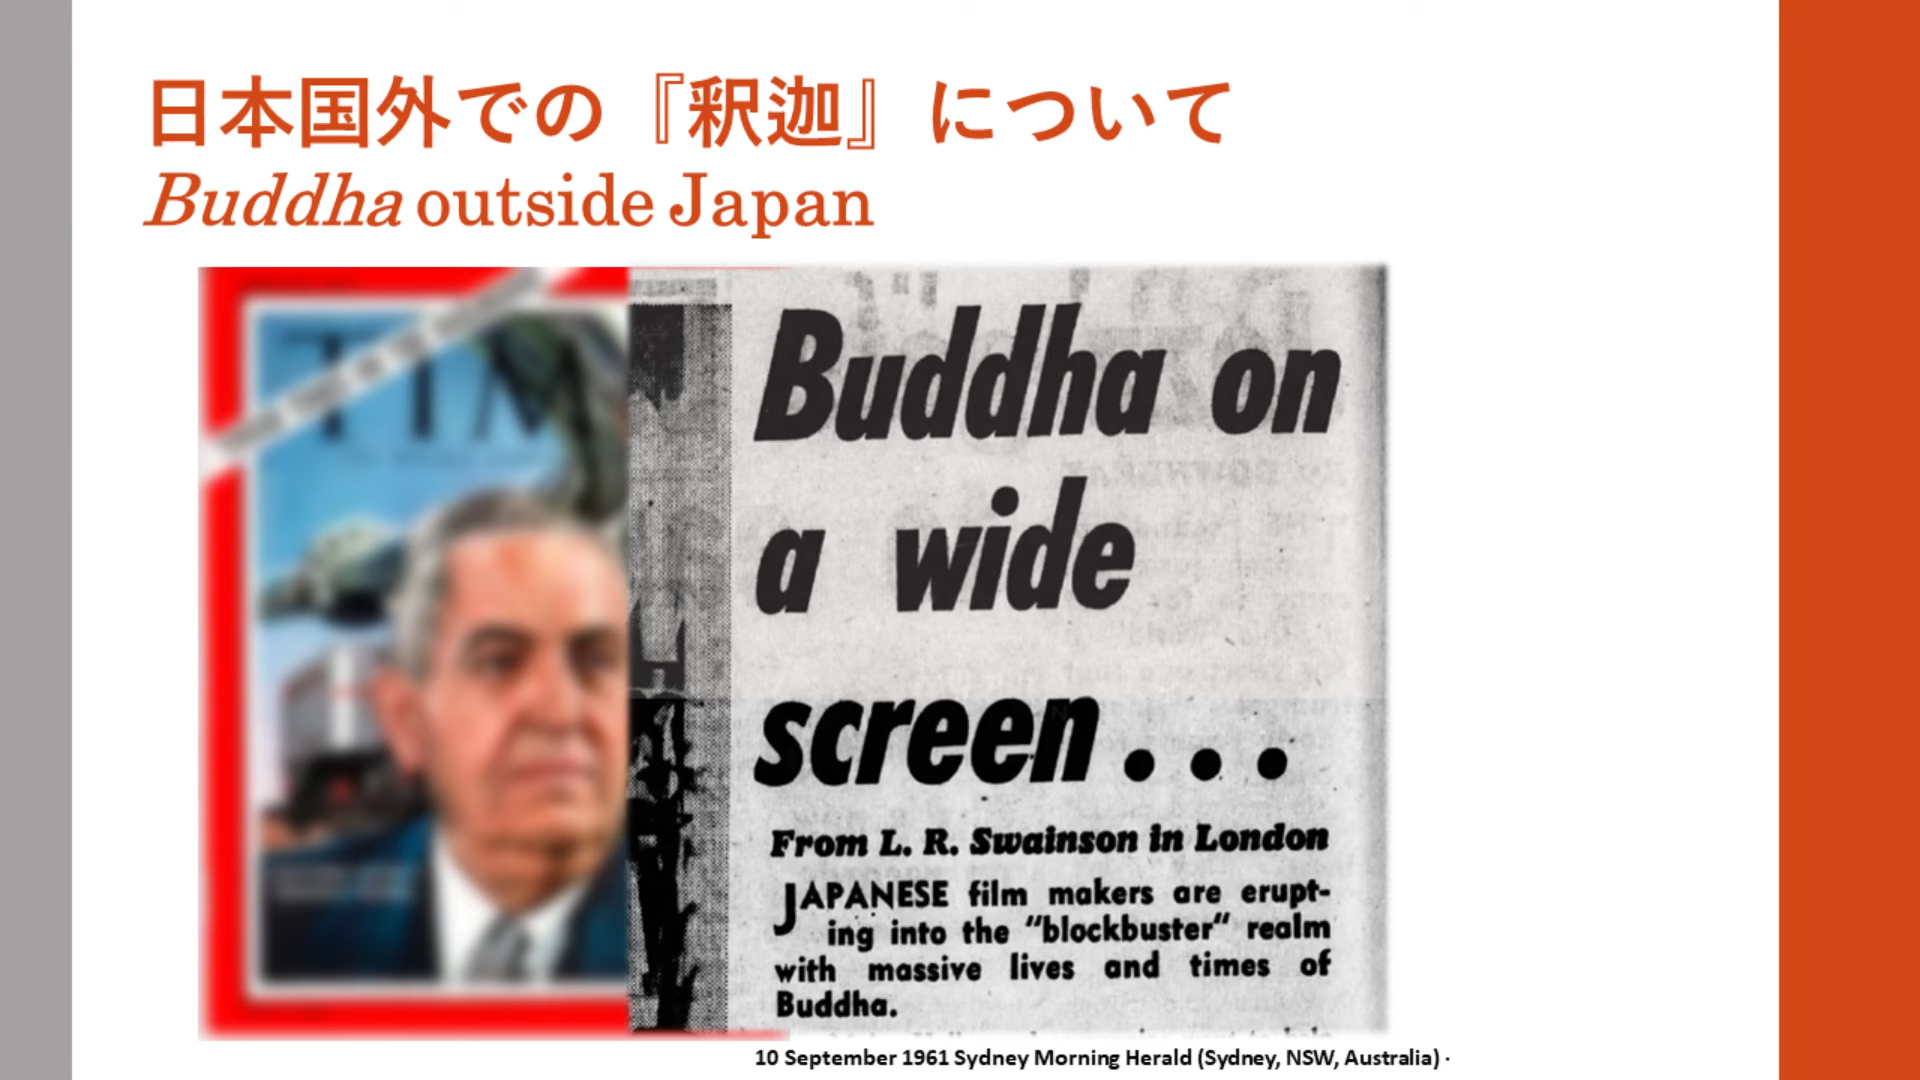 日本国外での『釈迦』について
Buddha outside Japan
TIM
Buddha on
a wide
screen...
From L. R. Swainson in London
JAPANESE film makers are erupt-
ing into the "blockbuster" realm
with massive lives and times of
Buddha.
10 September 1961 Sydney Morning Herald (Sydney, NSW, Australia) ·